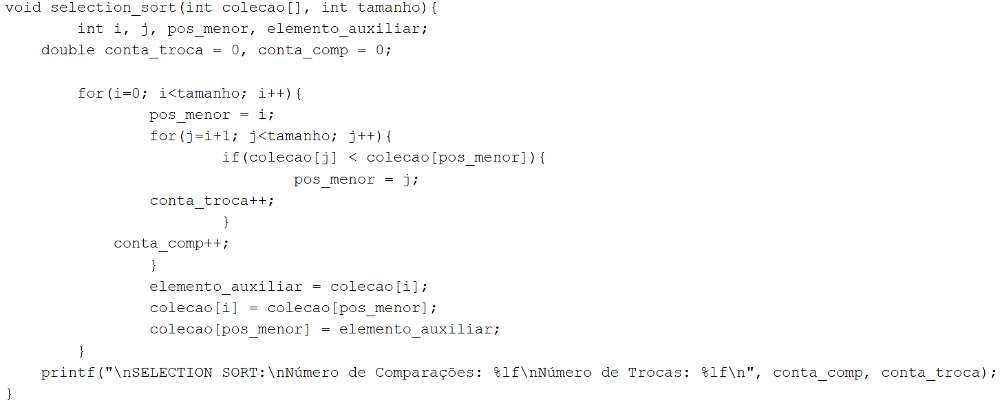 void selection_sort(int colecao[], int tamanho){
        int i, j, pos_menor, elemento_auxiliar;
    double conta_troca = 0, conta_comp = 0;

        for(i=0; i<tamanho; i++){
                pos_menor = i;
                for(j=i+1; j<tamanho; j++){
                        if(colecao[j] < colecao[pos_menor]){
                                pos_menor = j;
                conta_troca++;
                        }
            conta_comp++;
                }
                elemento_auxiliar = colecao[i];
                colecao[i] = colecao[pos_menor];
                colecao[pos_menor] = elemento_auxiliar;
        }
    printf("\nSELECTION SORT:\nNúmero de Comparações: %lf\nNúmero de Trocas: %lf\n", conta_comp, conta_troca);
}